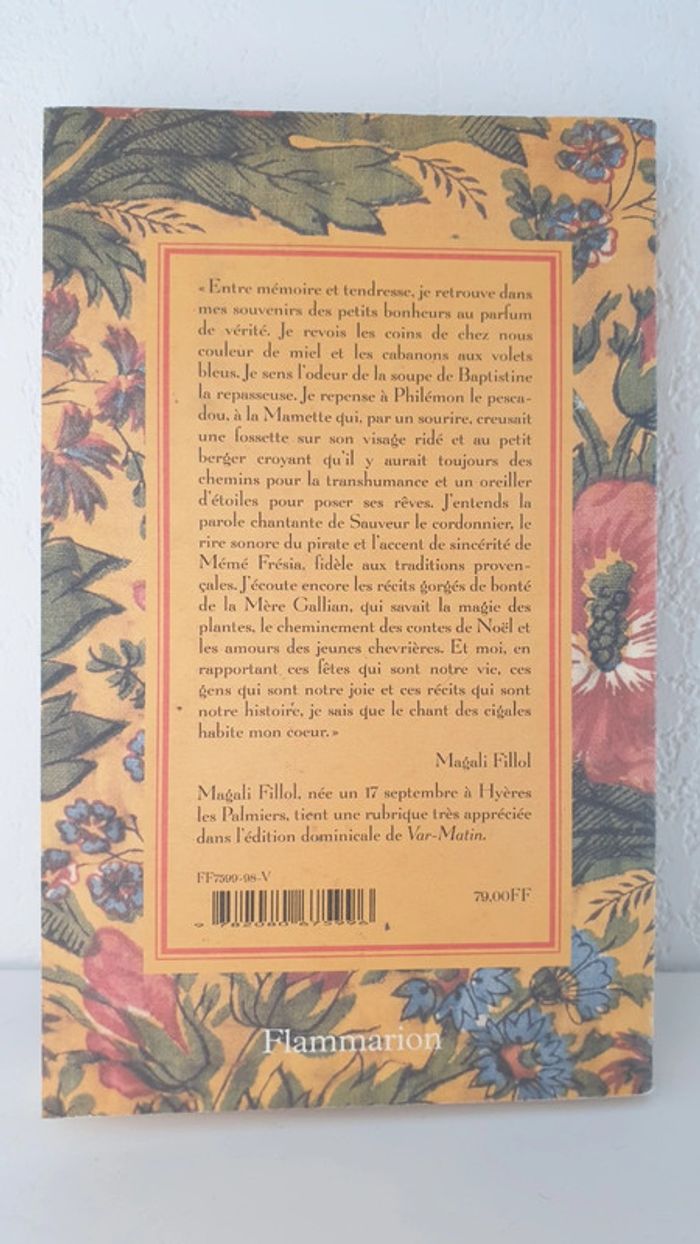 « Entre mémoire et tendresse, je retrouve dans
mes souvenirs des petits bonheurs au parfum
de vérité. Je revois les coins de chez nous
couleur de miel et les cabanons aux volets
bleus. Je sens l'odeur de la soupe de Baptistine
la repasseuse. Je repense à Philémon le pesca-
dou, à la Mamette qui, par un sourire, creusait
une fossette sur son visage ridé et au petit
berger croyant qu'il y aurait toujours des
chemins pour la transhumance et un oreiller
d'étoiles pour poser ses rêves. J'entends la
parole chantante de Sauveur le cordonnier, le
rire sonore du pirate et l'accent de sincérité de
Mémé Frésia, fidèle aux traditions proven-
çales. J'écoute encore les récits gorgés de bonté
de la Mère Gallian, qui savait la magie des
plantes, le cheminement des contes de Noël et
les amours des jeunes chevrières. Et moi, en
rapportant ces fêtes qui sont notre vie, ces
gens qui sont notre joie et ces récits qui sont
notre histoire, je sais que le chant des cigales
habite mon coeur. »
Magali Fillol
Magali Fillol, née un 17 septembre à Hyères
les Palmiers, tient une rubrique très appréciée
dans l'édition dominicale de Var-Matin.
FF7599-98-V
79,00FF
9 782080 675996
Flammarion